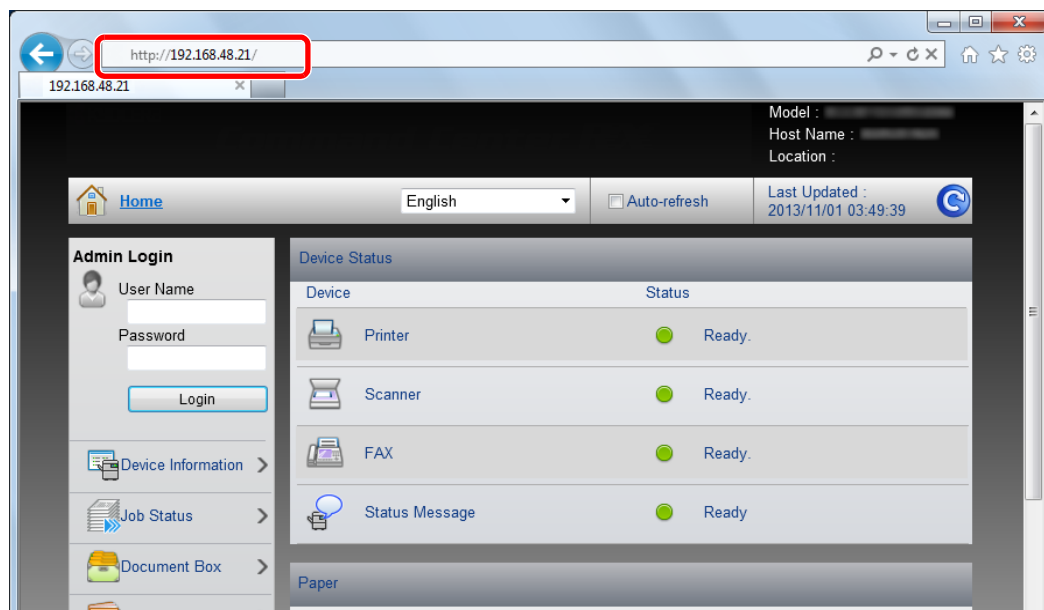 http://192.168.48.21/
192.168.48.21
Model :
Host Name :
Location :
Home
English
Auto-refresh
Last Updated :
2013/11/01 03:49:39
Admin Login
User Name
Password
Login
Device Information
Job Status
Document Box
Device Status
Device Status
Printer Ready.
Scanner Ready.
FAX Ready.
Status Message Ready
Paper